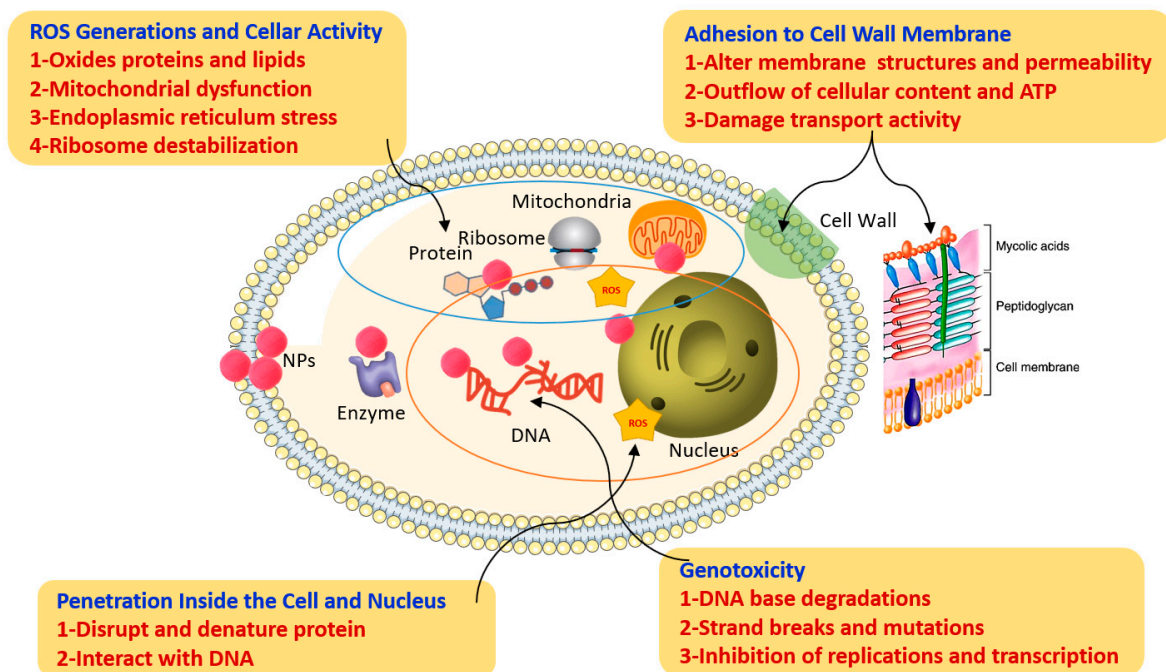 ROS Generations and Cellar Activity
1-Oxides proteins and lipids
2-Mitochondrial dysfunction
3-Endoplasmic reticulum stress
4-Ribosome destabilization
Adhesion to Cell Wall Membrane
1-Alter membrane structures and permeability
2-Outflow of cellular content and ATP
3-Damage transport activity
Mitochondria
Ribosome
Protein
Cell Wall
Mycolic acids
Peptidoglycan
Cell membrane
ROS
NPs
Enzyme
DNA
ROS
Nucleus
Penetration Inside the Cell and Nucleus
1-Disrupt and denature protein
2-Interact with DNA
Genotoxicity
1-DNA base degradations
2-Strand breaks and mutations
3-Inhibition of replications and transcription